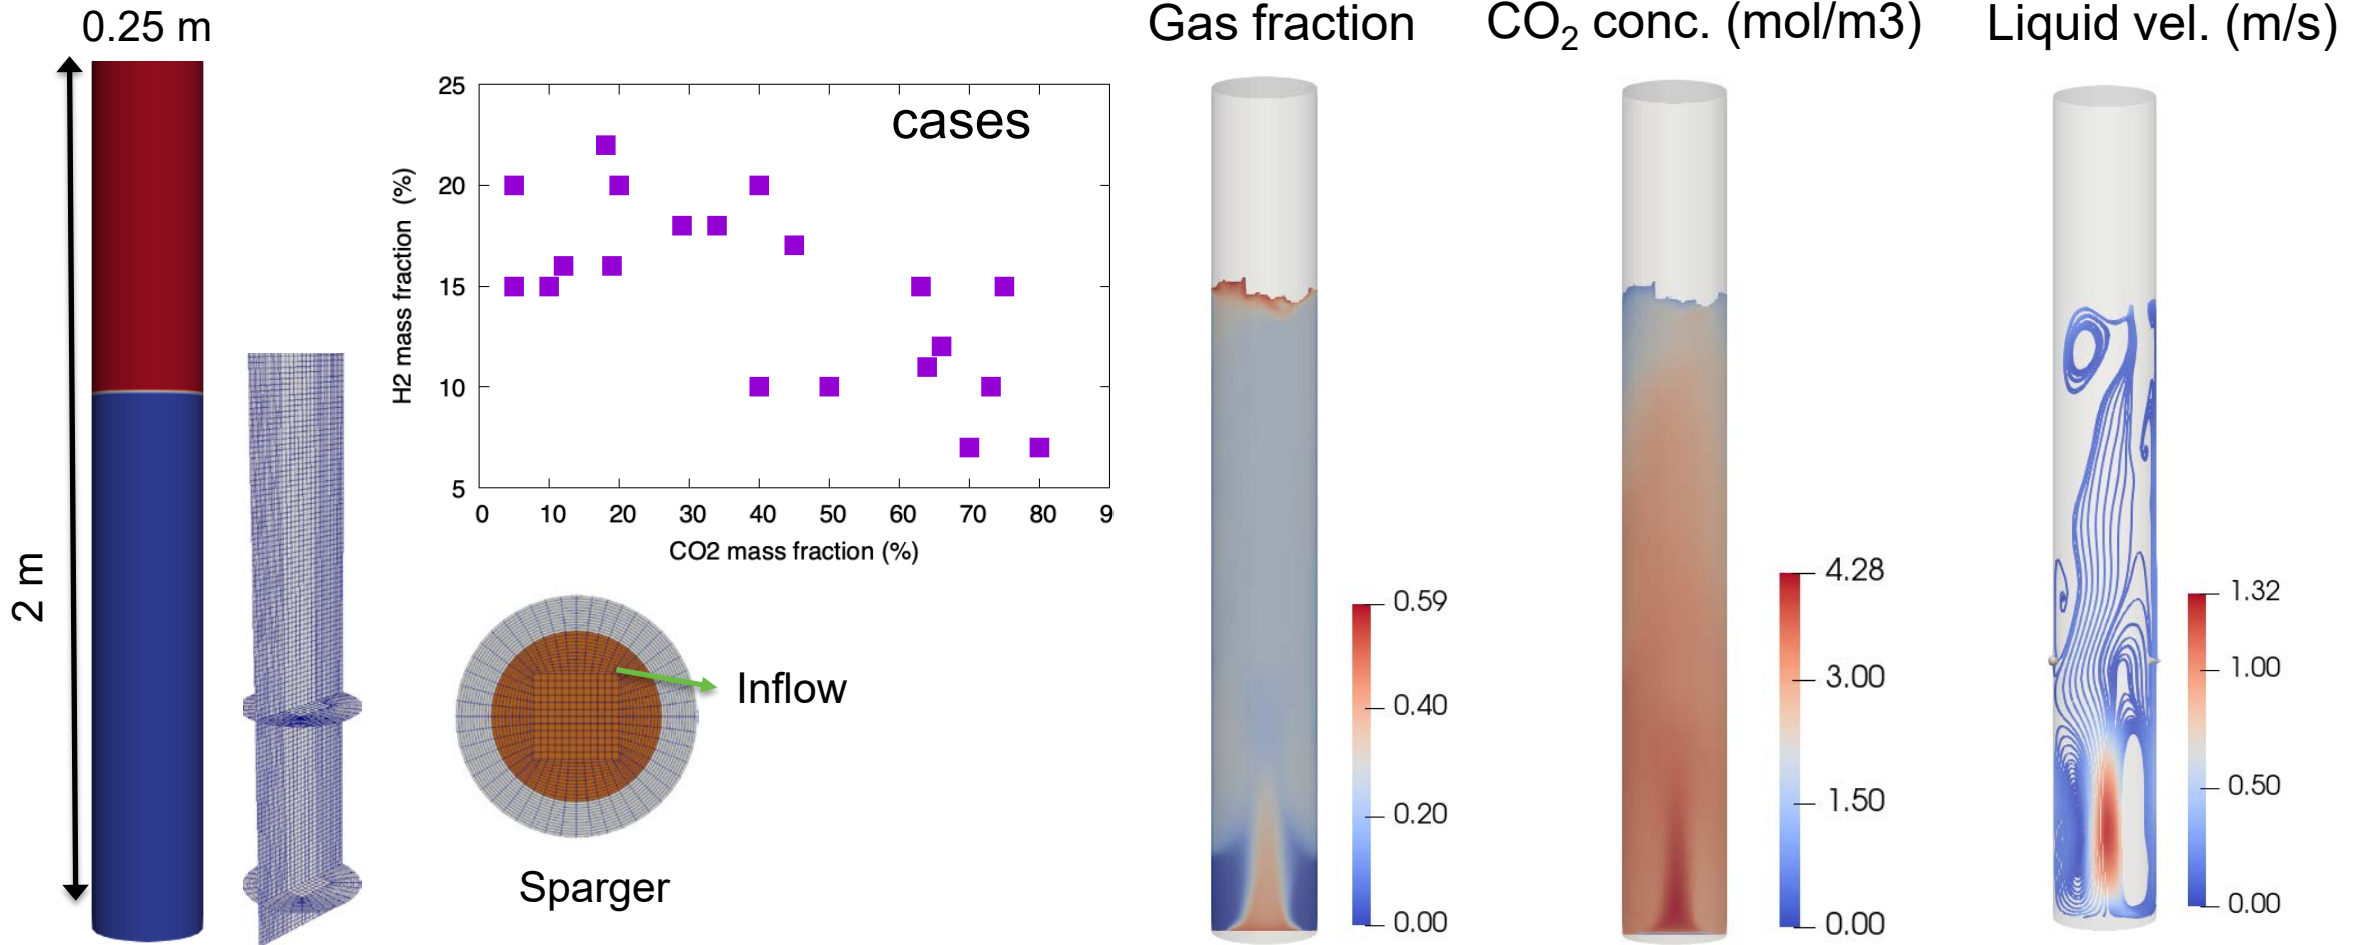 0.25 m
2 m
cases
25
20
15
10
5
H2 mass fraction (%)
0 10 20 30 40 50 60 70 80 9
CO2 mass fraction (%)
Inflow
Sparger
Gas fraction
0.59
0.40
0.20
0.00
CO₂ conc. (mol/m3)
4.28
3.00
1.50
0.00
Liquid vel. (m/s)
1.32
1.00
0.50
0.00